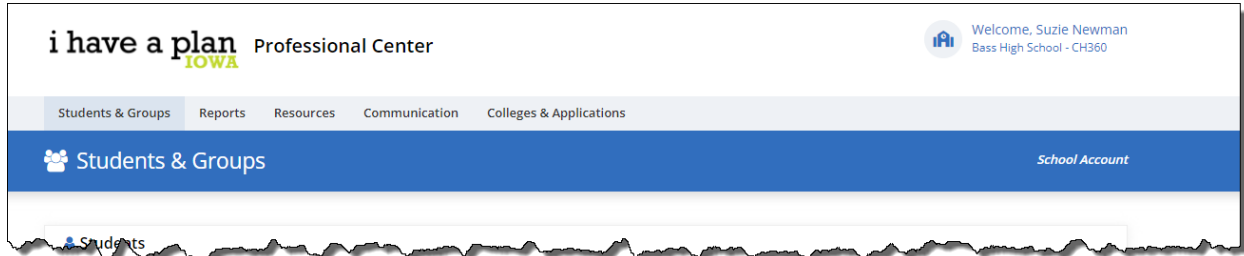 i have a plan
IOWA
Professional Center
Welcome, Suzie Newman
Bass High School - CH360
Students & Groups Reports Resources Communication Colleges & Applications
Students & Groups
School Account
Students